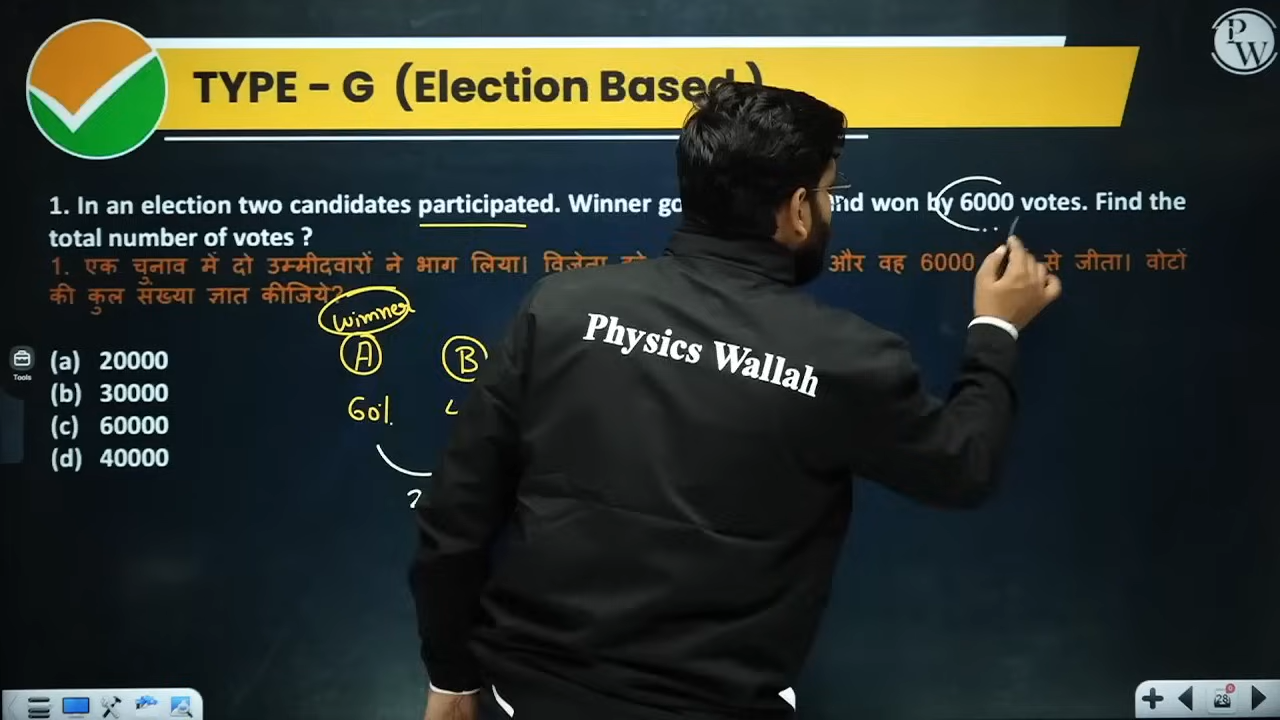 TYPE - G (Election Based )
PW
1. In an election two candidates participated. Winner and won by 6000 votes. Find the
total number of votes ?
1. एक चुनाव में दो उम्मीदवारों ने भाग लिया। विजेता और वह 6000 से जीता। वोटों
की कुल संख्या ज्ञात कीजिये?
winner
A B
60%
?
(a) 20000
(b) 30000
(c) 60000
(d) 40000
Physics Wallah
Tools
28